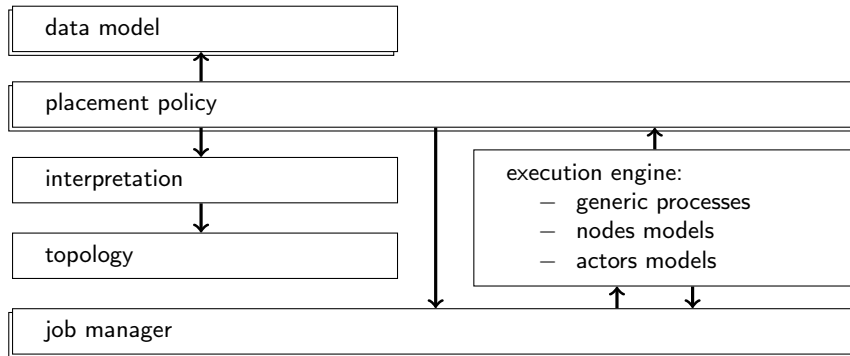 data model
placement policy
interpretation
topology
execution engine:
– generic processes
– nodes models
– actors models
job manager